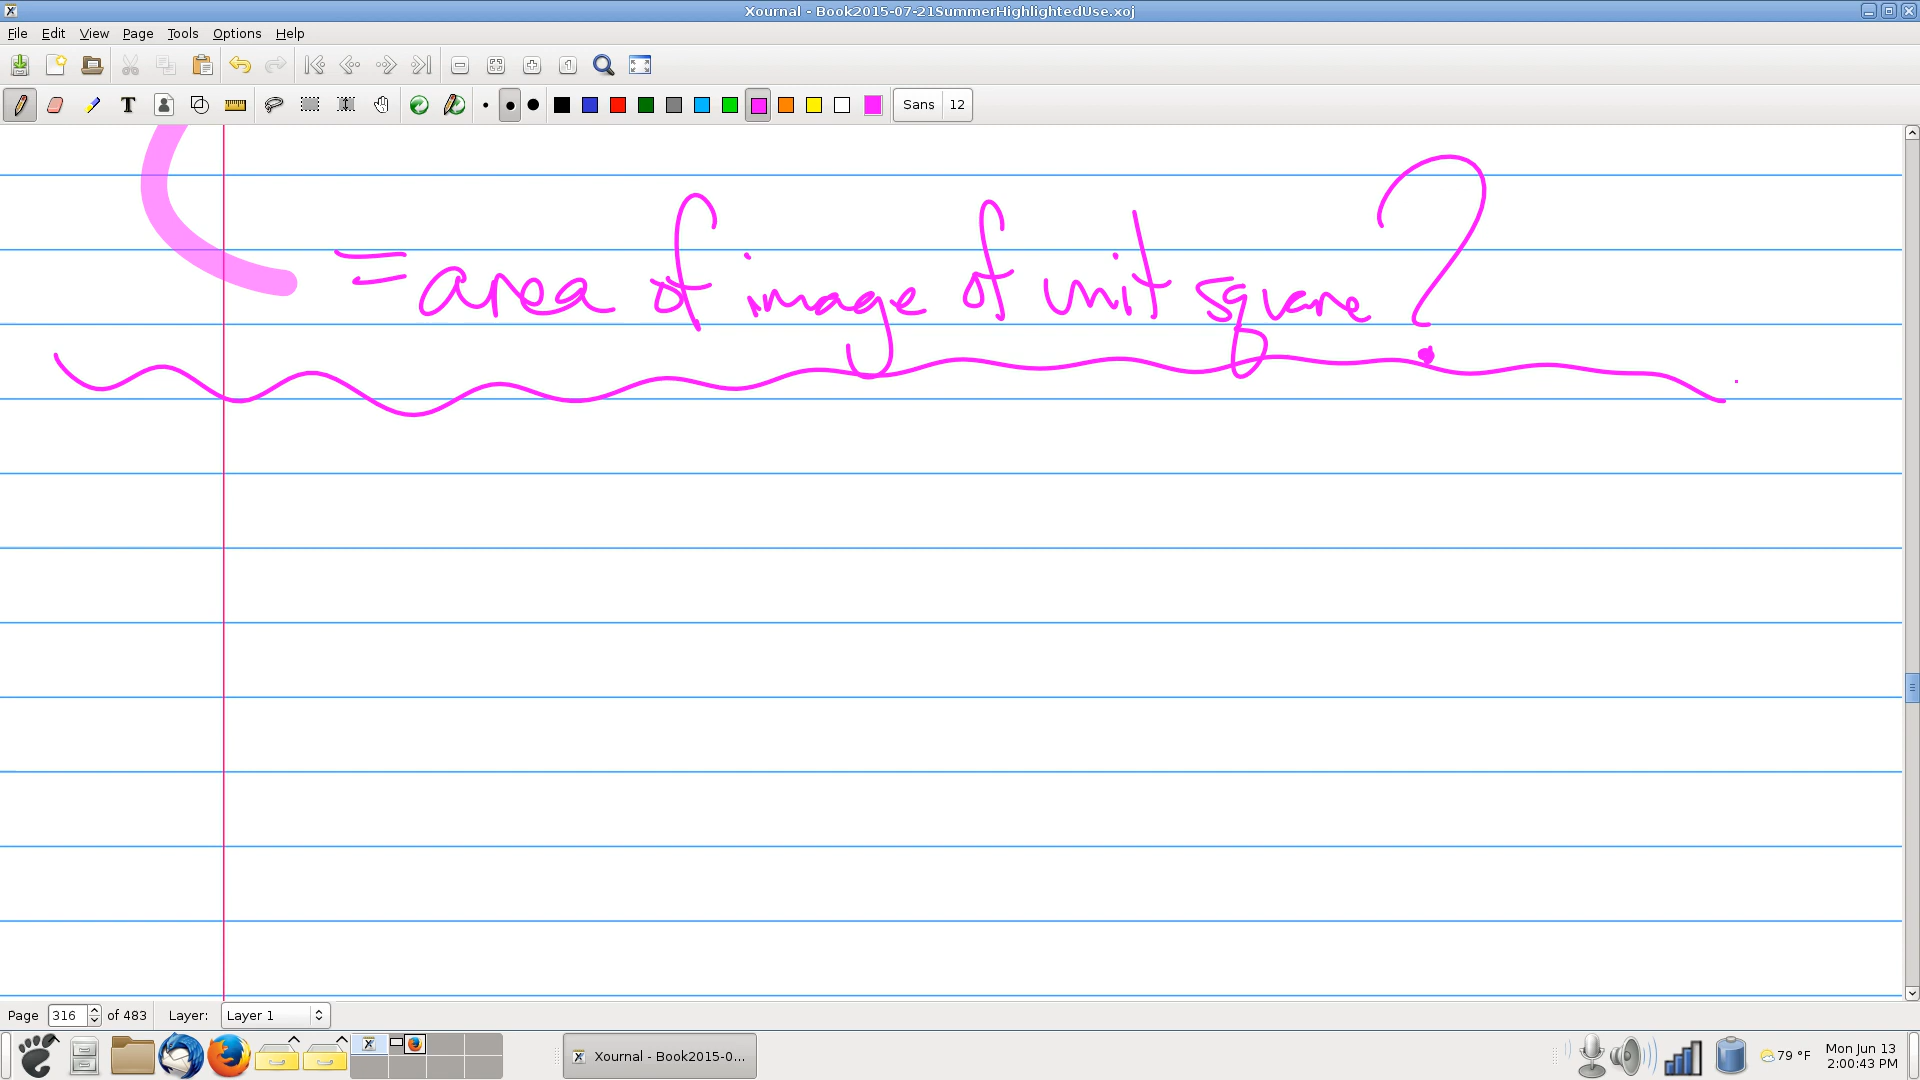 Xournal - Book2015-07-21SummerHighlightedUse.xoj
File Edit View Page Tools Options Help
Sans 12
= area of image of unit square?
Page 316 of 483 Layer: Layer 1
Xournal - Book2015-0...
79 °F
Mon Jun 13
2:00:43 PM